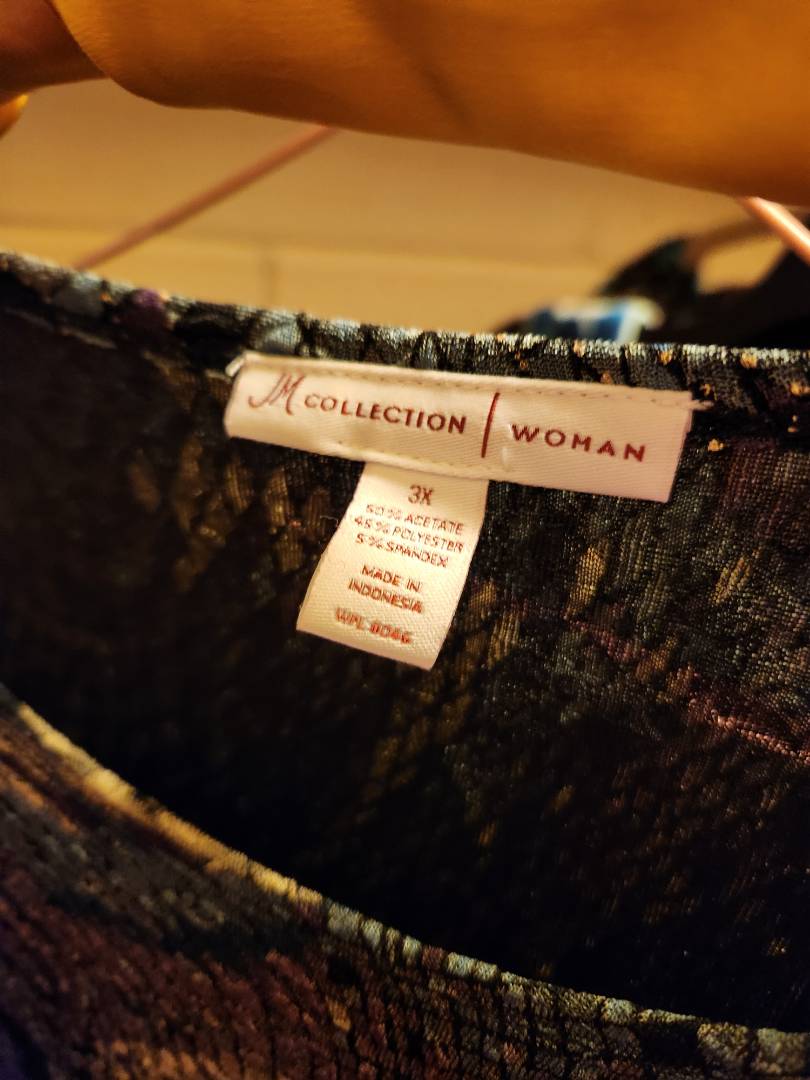 JM COLLECTION | WOMAN
3X
50 % ACETATE
45 % POLYESTER
5 % SPANDEX
MADE IN
INDONESIA
WPL 8046